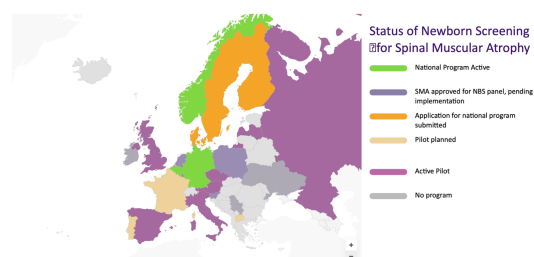 Status of Newborn Screening
⍰for Spinal Muscular Atrophy
National Program Active
SMA approved for NBS panel, pending
implementation
Application for national program
submitted
Pilot planned
Active Pilot
No program
+